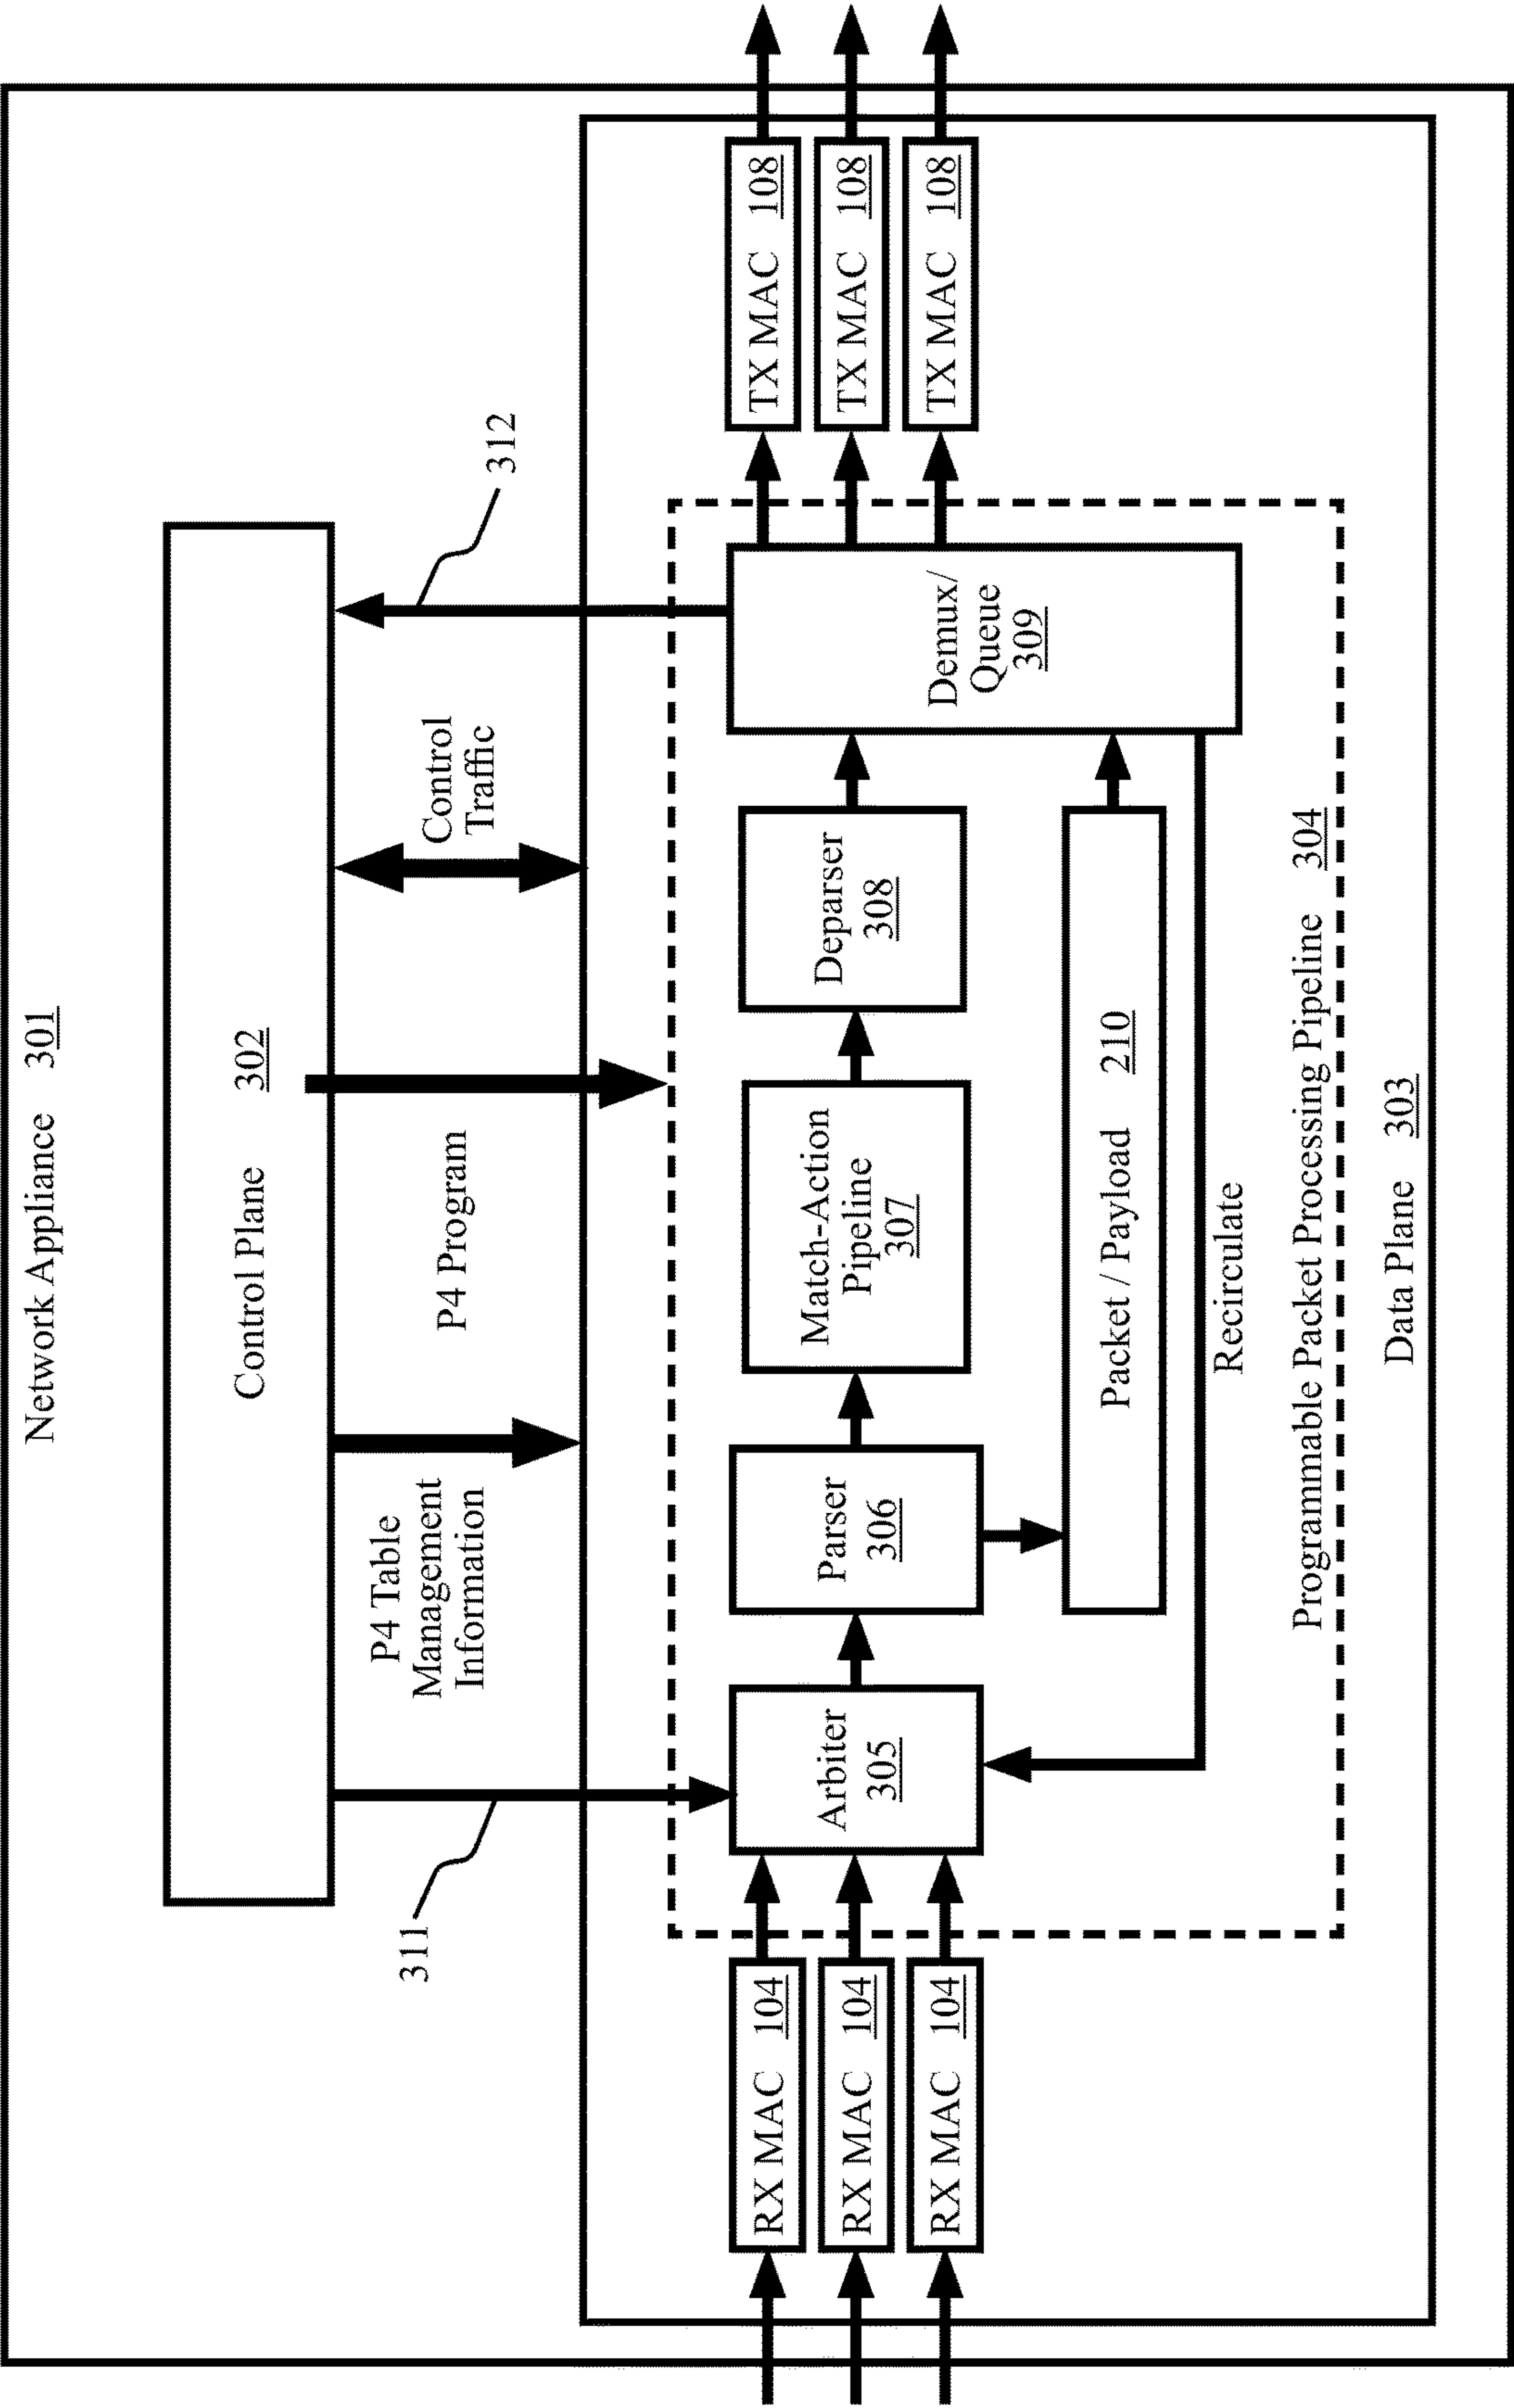 Network Appliance 301
Control Plane 302
311
P4 Table
Management
Information
P4 Program
Control
Traffic
312
RX MAC 104
RX MAC 104
RX MAC 104
Arbiter
305
Parser
306
Match-Action
Pipeline
307
Deparser
308
Packet / Payload 210
Demux/
Queue
309
TX MAC 108
TX MAC 108
TX MAC 108
Recirculate
Programmable Packet Processing Pipeline 304
Data Plane 303